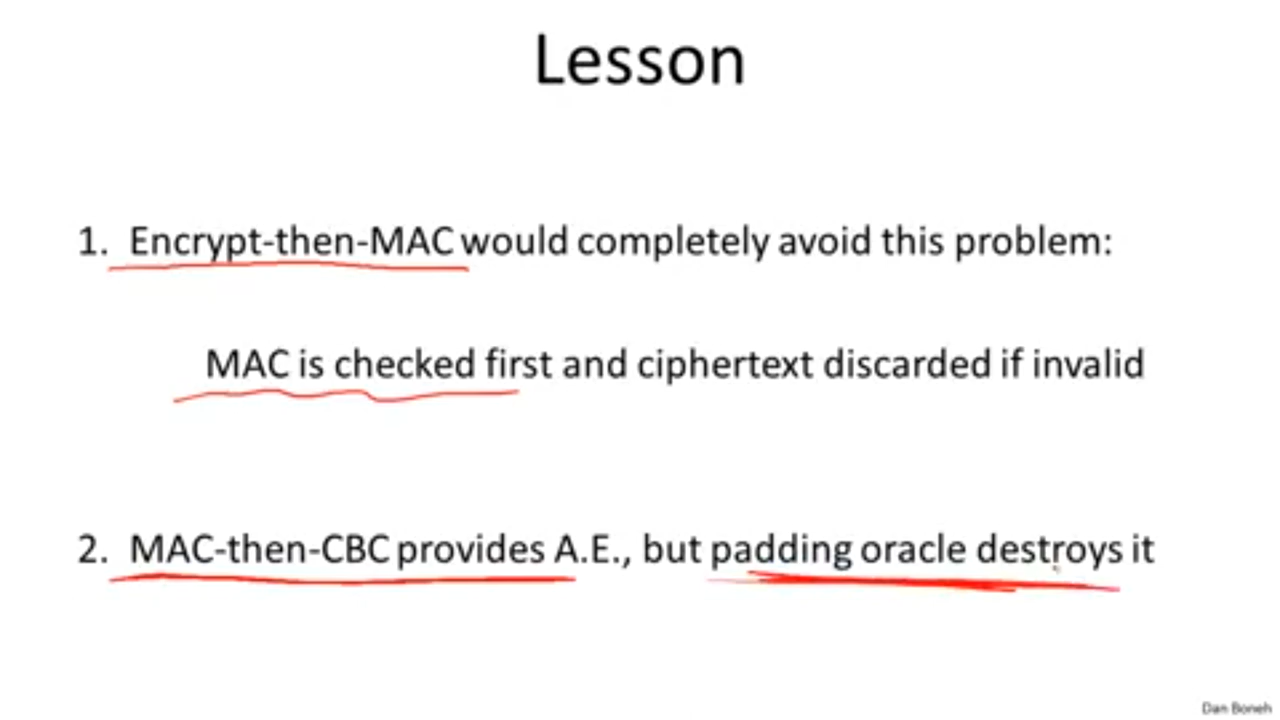 Lesson
1. Encrypt-then-MAC would completely avoid this problem:
MAC is checked first and ciphertext discarded if invalid
2. MAC-then-CBC provides A.E., but padding oracle destroys it
Dan Boneh